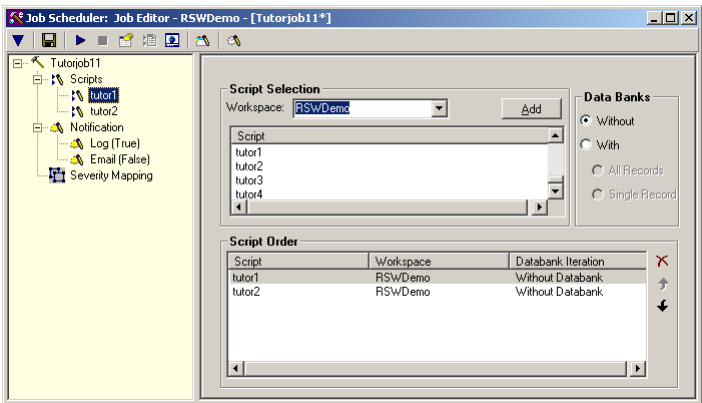 Job Scheduler: Job Editor - RSWDemo - [Tutorjob11*]
Tutorjob11
Scripts
tutor1
tutor2
Notification
Log (True)
Email (False)
Severity Mapping
Script Selection
Workspace: RSWDemo Add
Script
tutor1
tutor2
tutor3
tutor4
Data Banks
Without
With
All Records
Single Record
Script Order
Script Workspace Databank Iteration
tutor1 RSWDemo Without Databank
tutor2 RSWDemo Without Databank